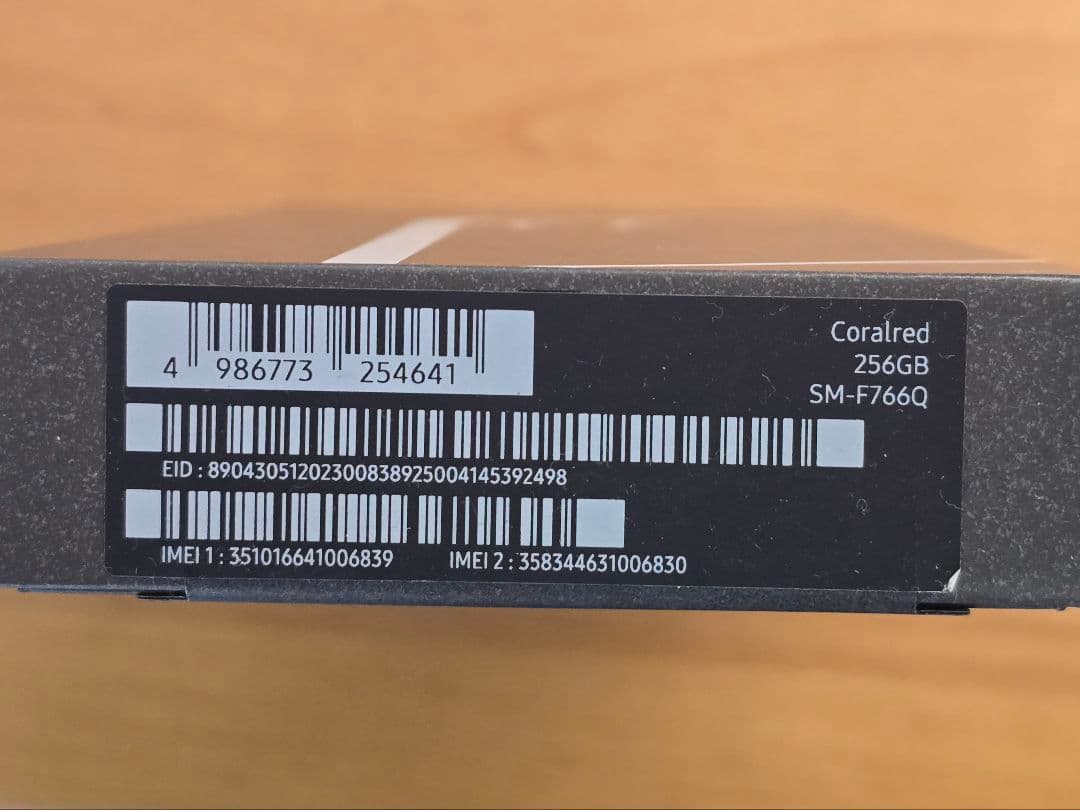 4 986773 254641
Coralred
256GB
SM-F766Q
EID : 89043051202300838925004145392498
IMEI 1 : 351016641006839 IMEI 2 : 358344631006830